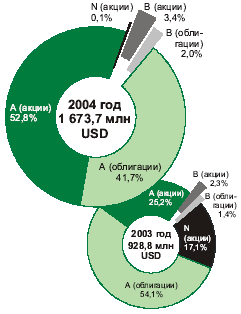 N (акции)
0,1%
В (акции)
3,4%
В (обли-
гации)
2,0%
А (акции)
52,8%
2004 год
1 673,7 млн
USD
А (облигации)
41,7%
А (акции)
25,2%
В (акции)
2,3%
В (облигации)
1,4%
2003 год
928,8 млн
USD
N
(акции)
17,1%
А (облигации)
54,1%